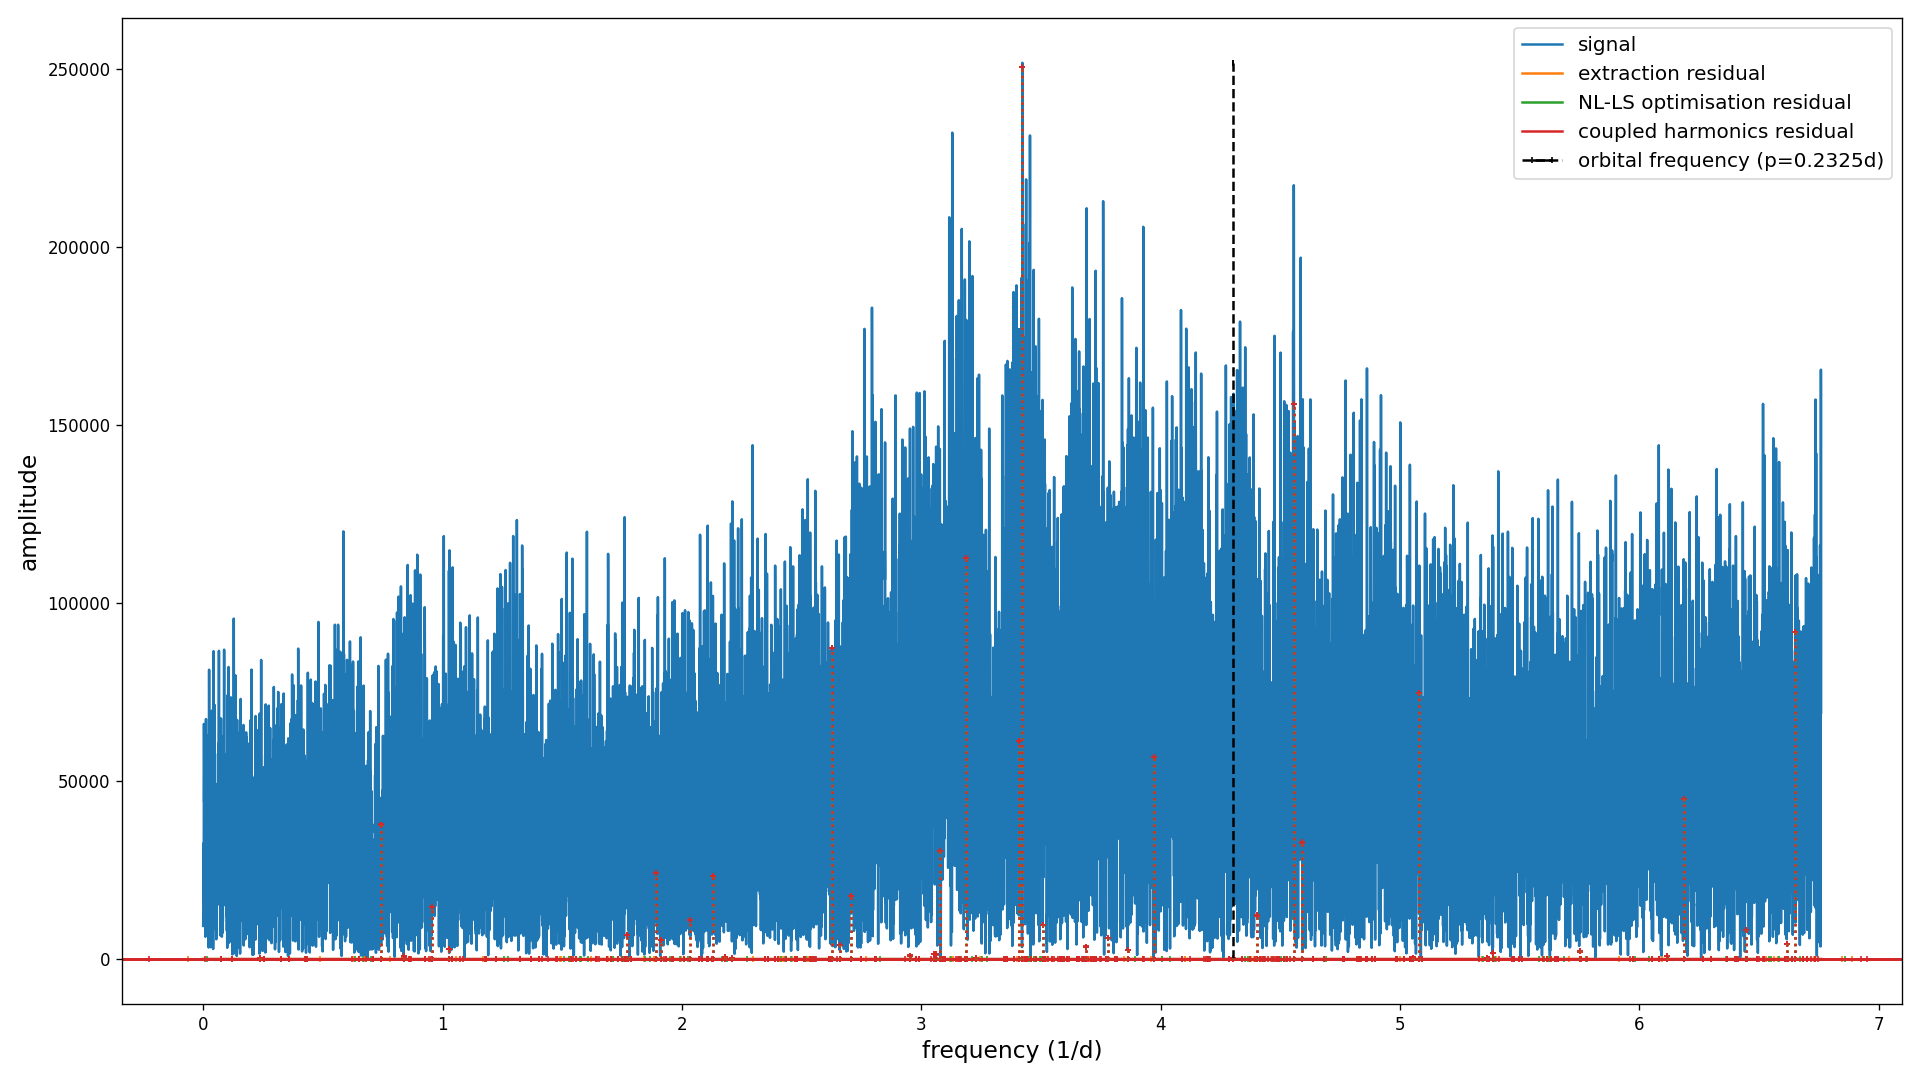 250000
200000
150000
100000
50000
0
amplitude
0 1 2 3 4 5 6 7
frequency (1/d)
signal
extraction residual
NL-LS optimisation residual
coupled harmonics residual
orbital frequency (p=0.2325d)